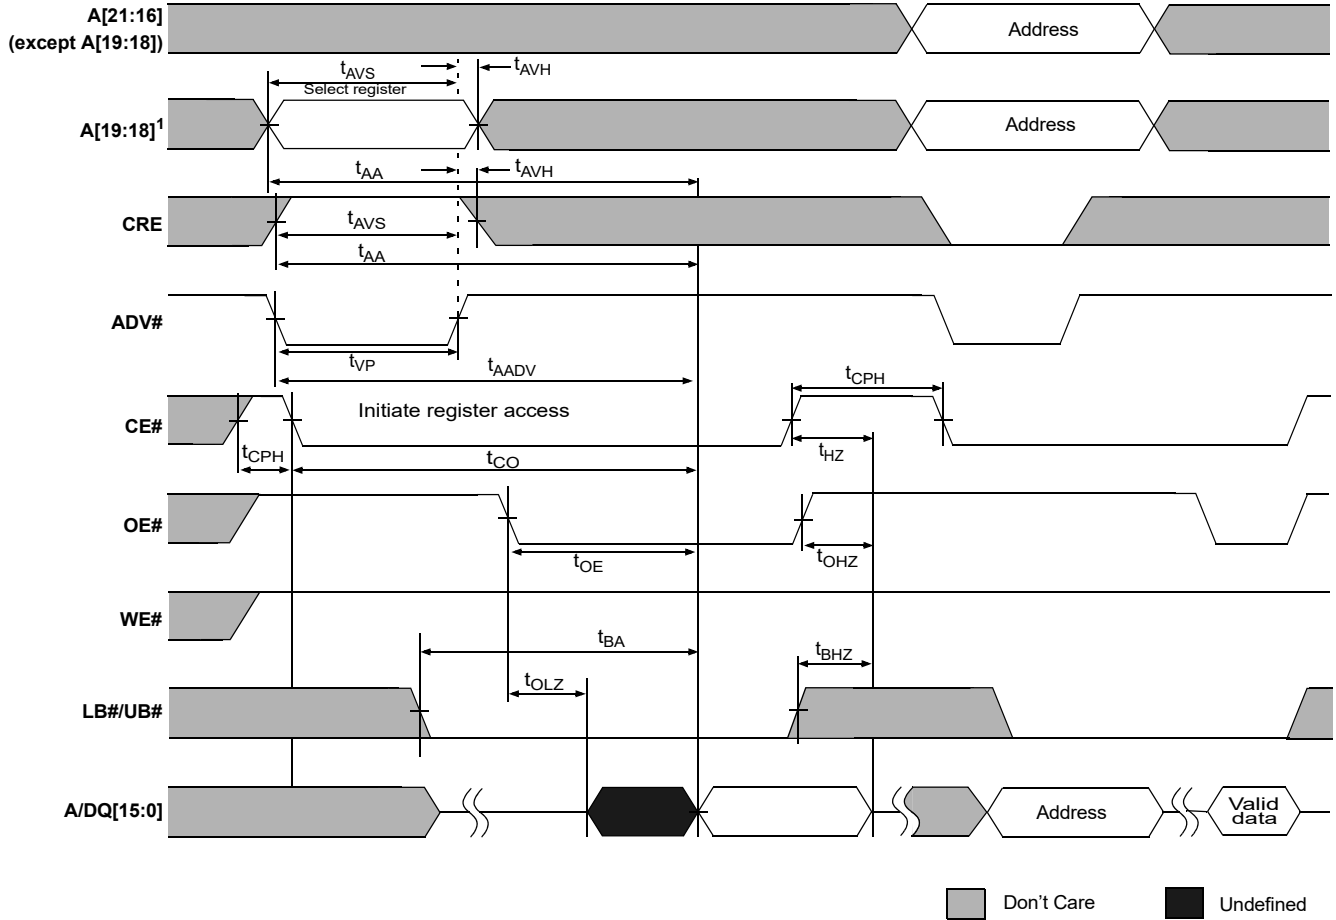 A[21:16]
(except A[19:18])
Address
tAVS
tAVH
Select register
A[19:18]1
Address
tAA
tAVH
CRE
tAVS
tAA
ADV#
tVP
tAADV
tCPH
Initiate register access
CE#
tCPH
tCO
tHZ
OE#
tOE
tOHZ
WE#
tBA
tBHZ
tOLZ
LB#/UB#
A/DQ[15:0]
Address
Valid
data
Don't Care
Undefined